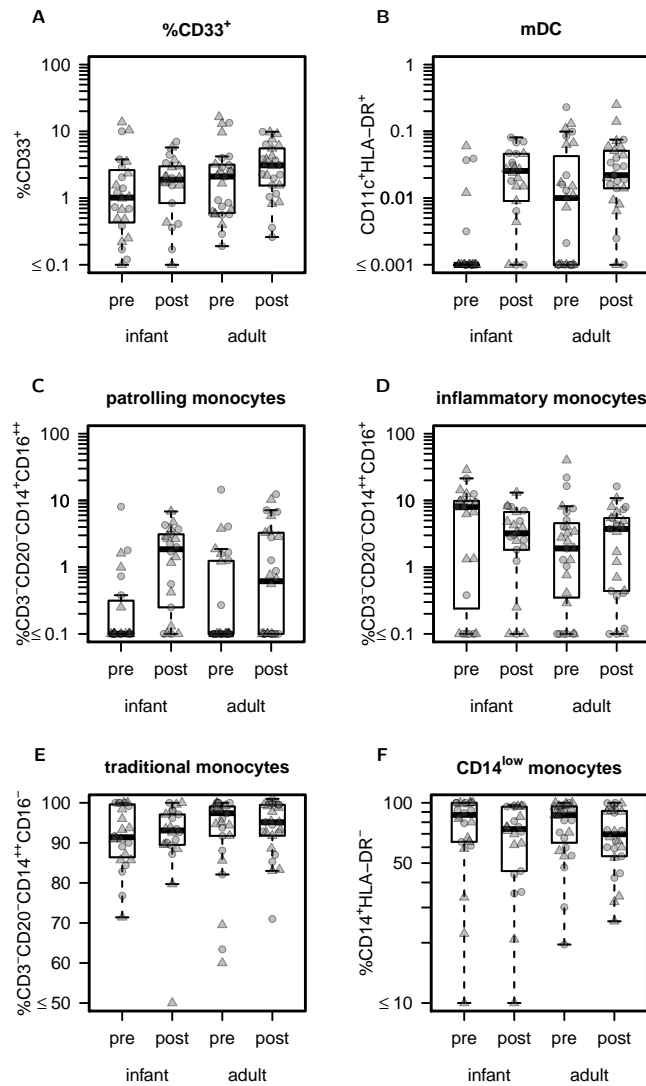 A %CD33⁺
%CD33⁺
100
10
1
≤ 0.1
pre post pre post
infant adult
B mDC
CD11c⁺HLA−DR⁺
1
0.1
0.01
≤ 0.001
pre post pre post
infant adult
C patrolling monocytes
%CD3⁻CD20⁻CD14⁺CD16⁺⁺
100
10
1
≤ 0.1
pre post pre post
infant adult
D inflammatory monocytes
%CD3⁻CD20⁻CD14⁺⁺CD16⁺
100
10
1
≤ 0.1
pre post pre post
infant adult
E traditional monocytes
%CD3⁻CD20⁻CD14⁺⁺CD16⁻
100
90
80
70
60
≤ 50
pre post pre post
infant adult
F CD14ˡᵒʷ monocytes
%CD14⁺HLA−DR⁻
100
50
≤ 10
pre post pre post
infant adult